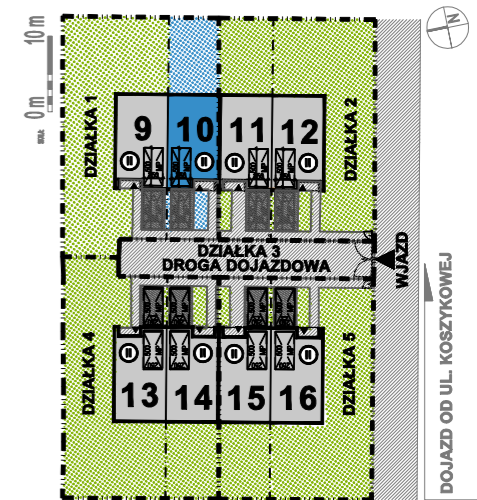 10 m
0 m
N
DZIAŁKA 1
9
10
11
12
DZIAŁKA 2
DZIAŁKA 3
DROGA DOJAZDOWA
WJAZD
DZIAŁKA 4
13
14
15
16
DZIAŁKA 5
DOJAZD OD UL. KOSZYKOWEJ